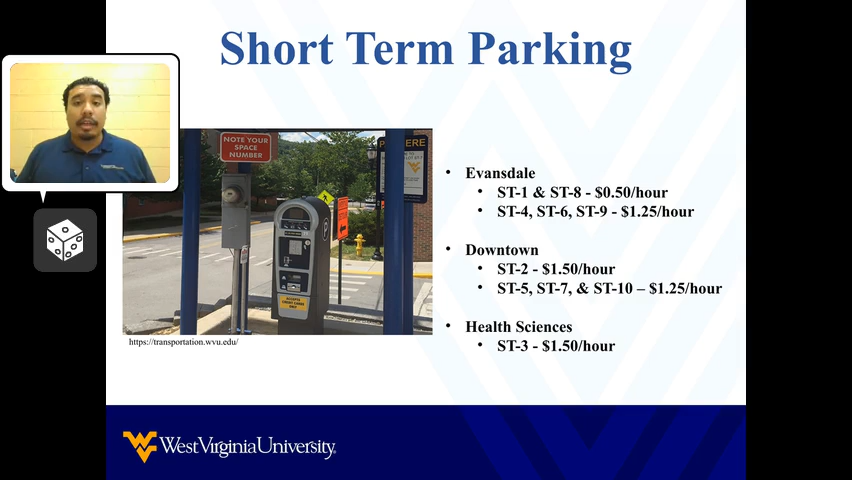 Short Term Parking
NOTE YOUR
SPACE
NUMBER
HERE
• Evansdale
• ST-1 & ST-8 - $0.50/hour
• ST-4, ST-6, ST-9 - $1.25/hour
• Downtown
• ST-2 - $1.50/hour
• ST-5, ST-7, & ST-10 – $1.25/hour
• Health Sciences
• ST-3 - $1.50/hour
https://transportation.wvu.edu/
WestVirginiaUniversity.